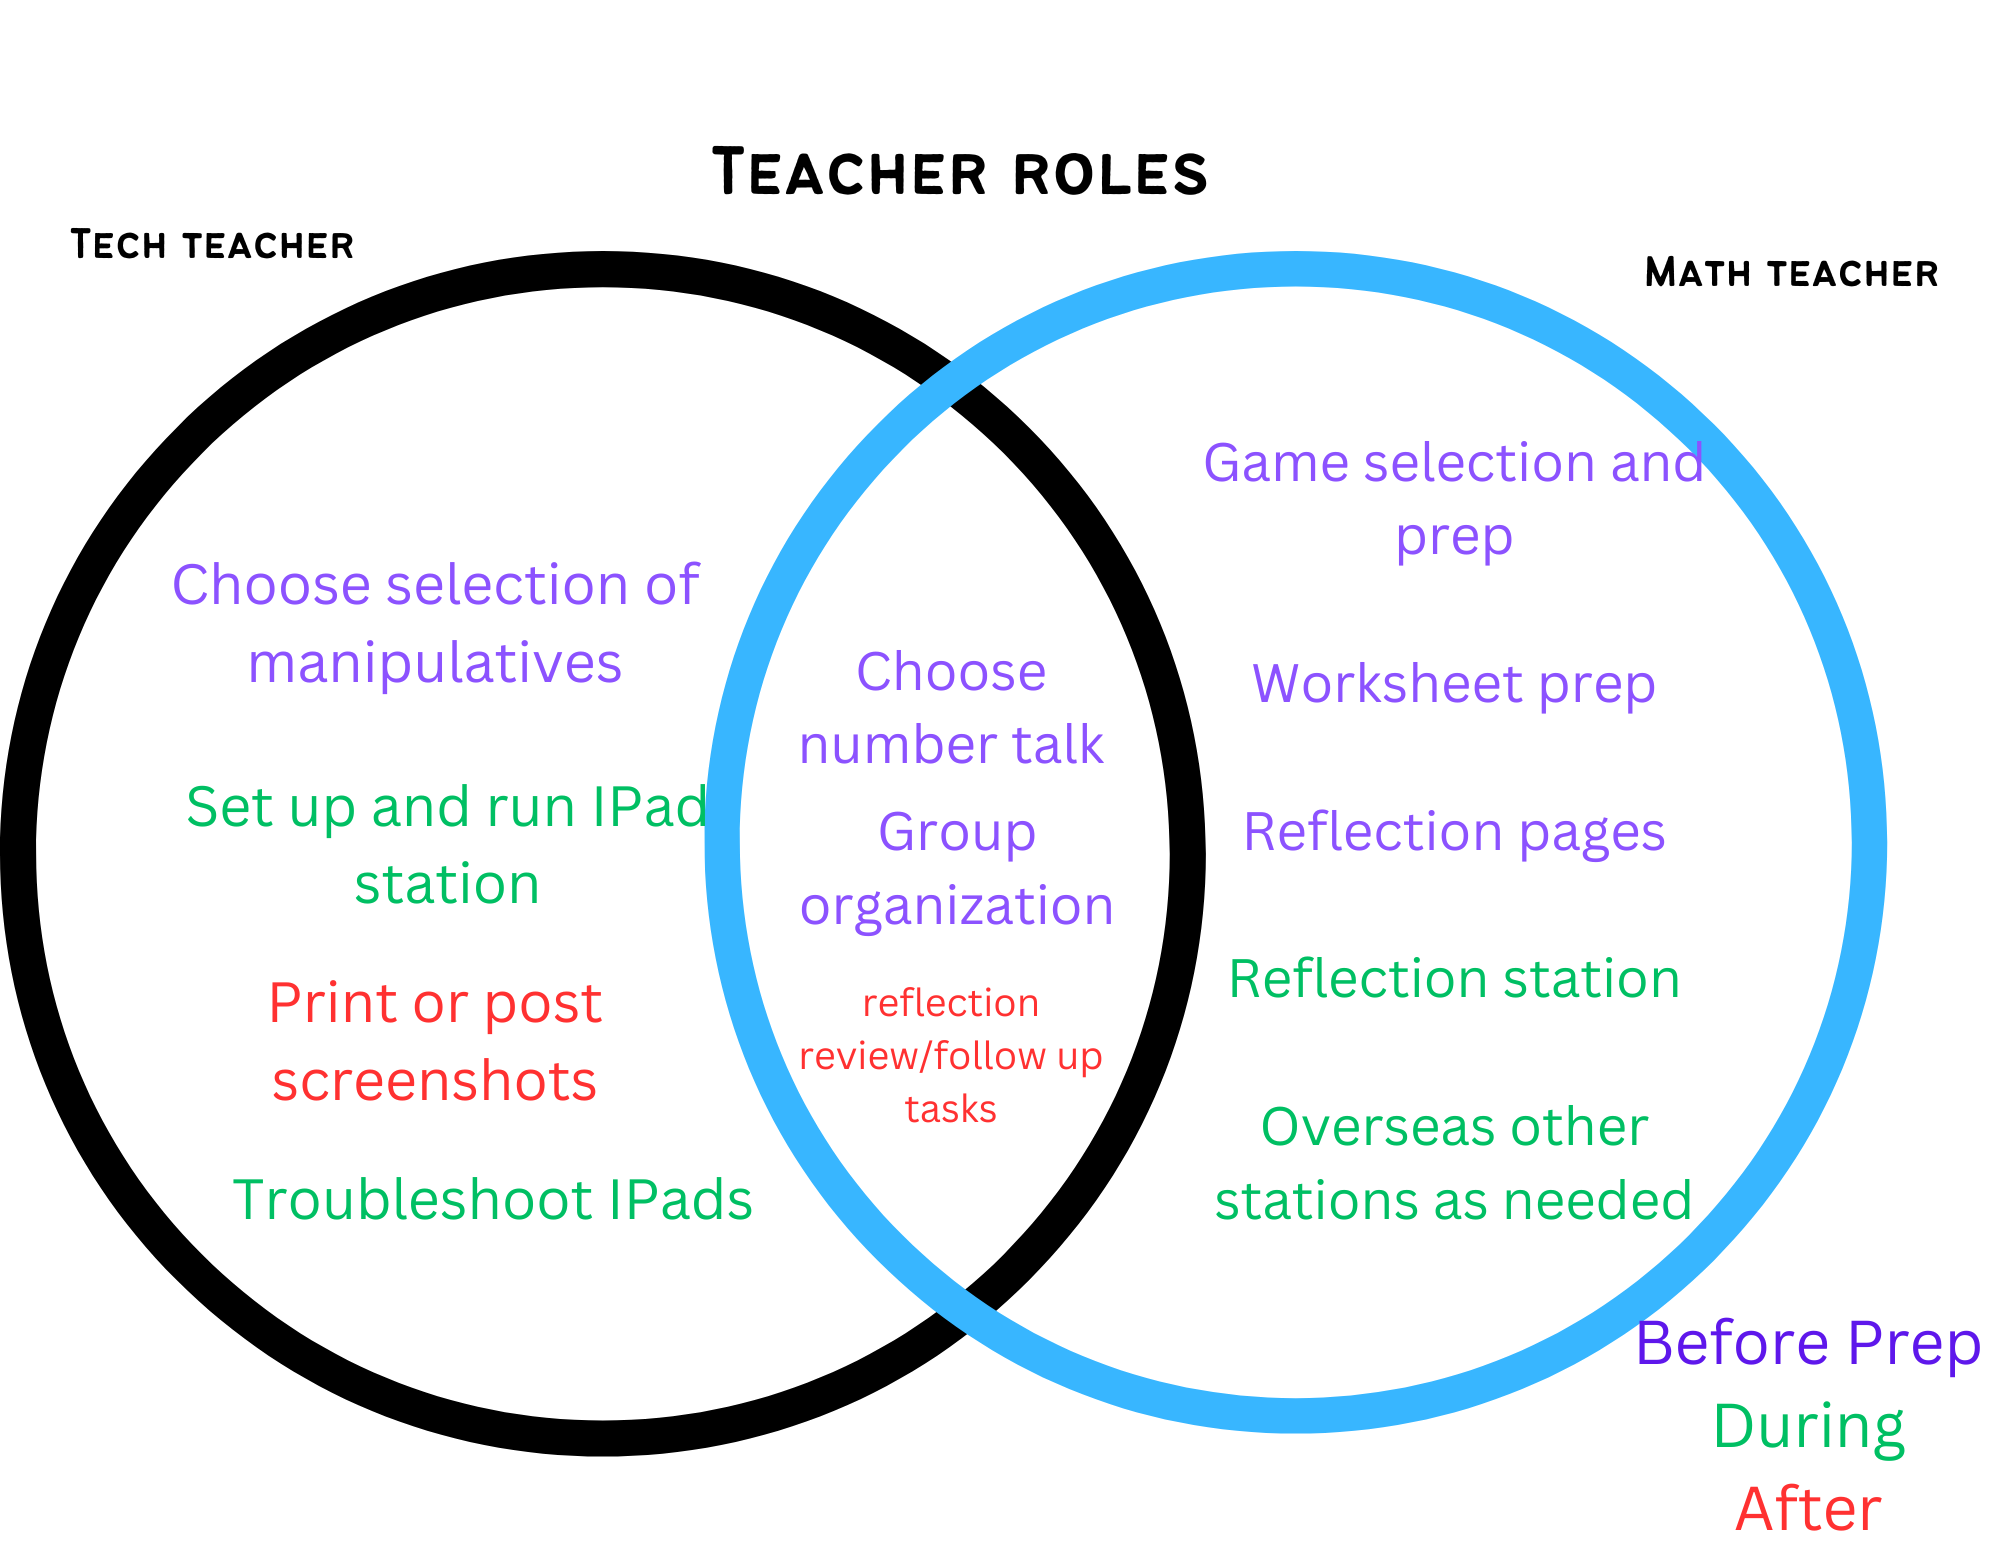 Teacher roles
Tech teacher
Math teacher
Choose selection of
manipulatives
Set up and run IPad
station
Print or post
screenshots
Troubleshoot IPads
Choose
number talk
Group
organization
reflection
review/follow up
tasks
Game selection and
prep
Worksheet prep
Reflection pages
Reflection station
Overseas other
stations as needed
Before Prep
During
After